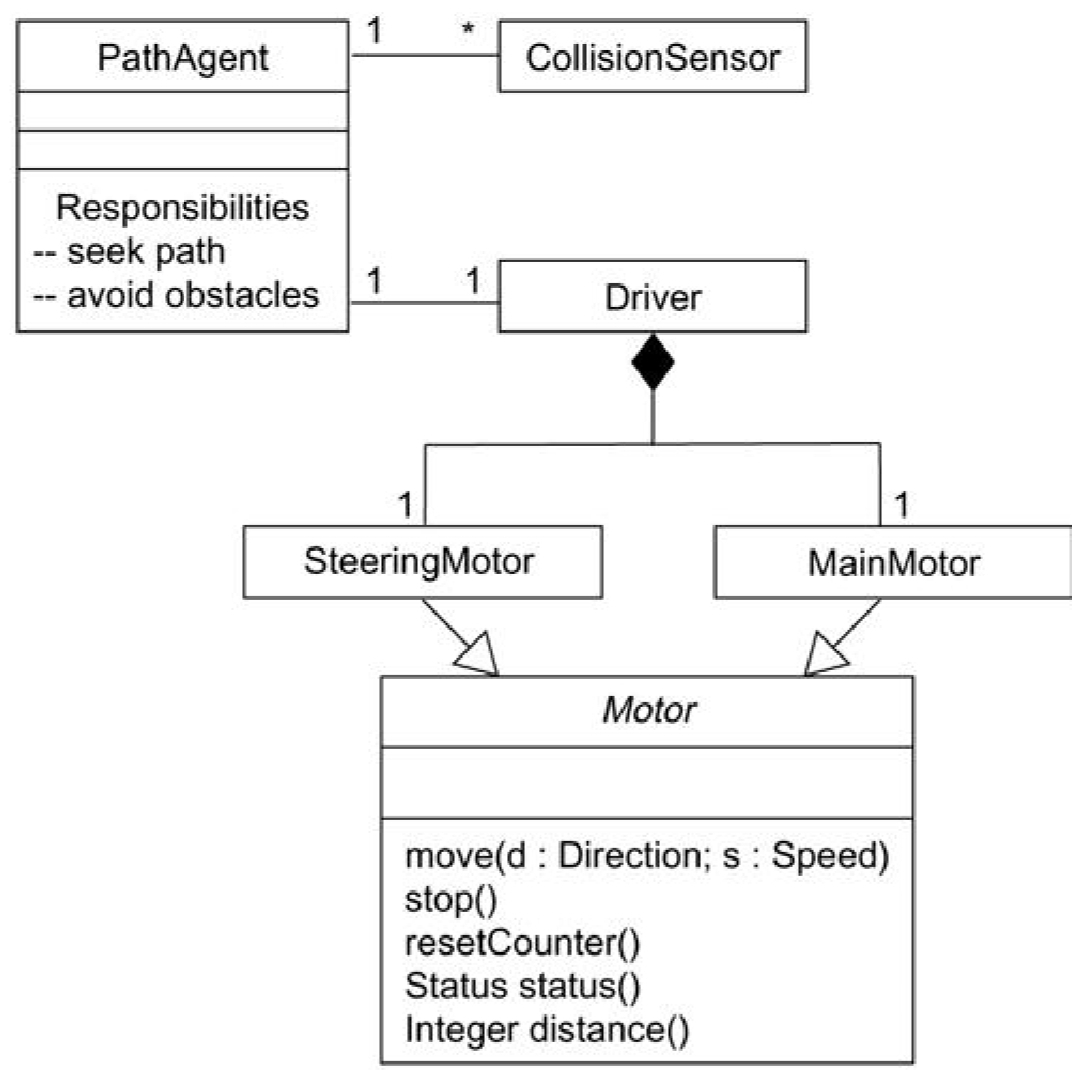 PathAgent
1
*
CollisionSensor
Responsibilities
-- seek path
-- avoid obstacles
1
1
Driver
1
1
SteeringMotor
MainMotor
Motor
move(d : Direction; s : Speed)
stop()
resetCounter()
Status status()
Integer distance()